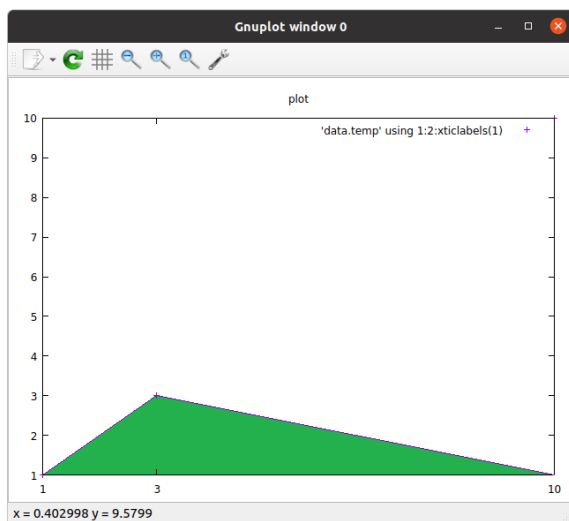 Gnuplot window 0
plot
'data.temp' using 1:2:xticlabels(1)
10
9
8
7
6
5
4
3
2
1
1 3 10
x = 0.402998 y = 9.5799